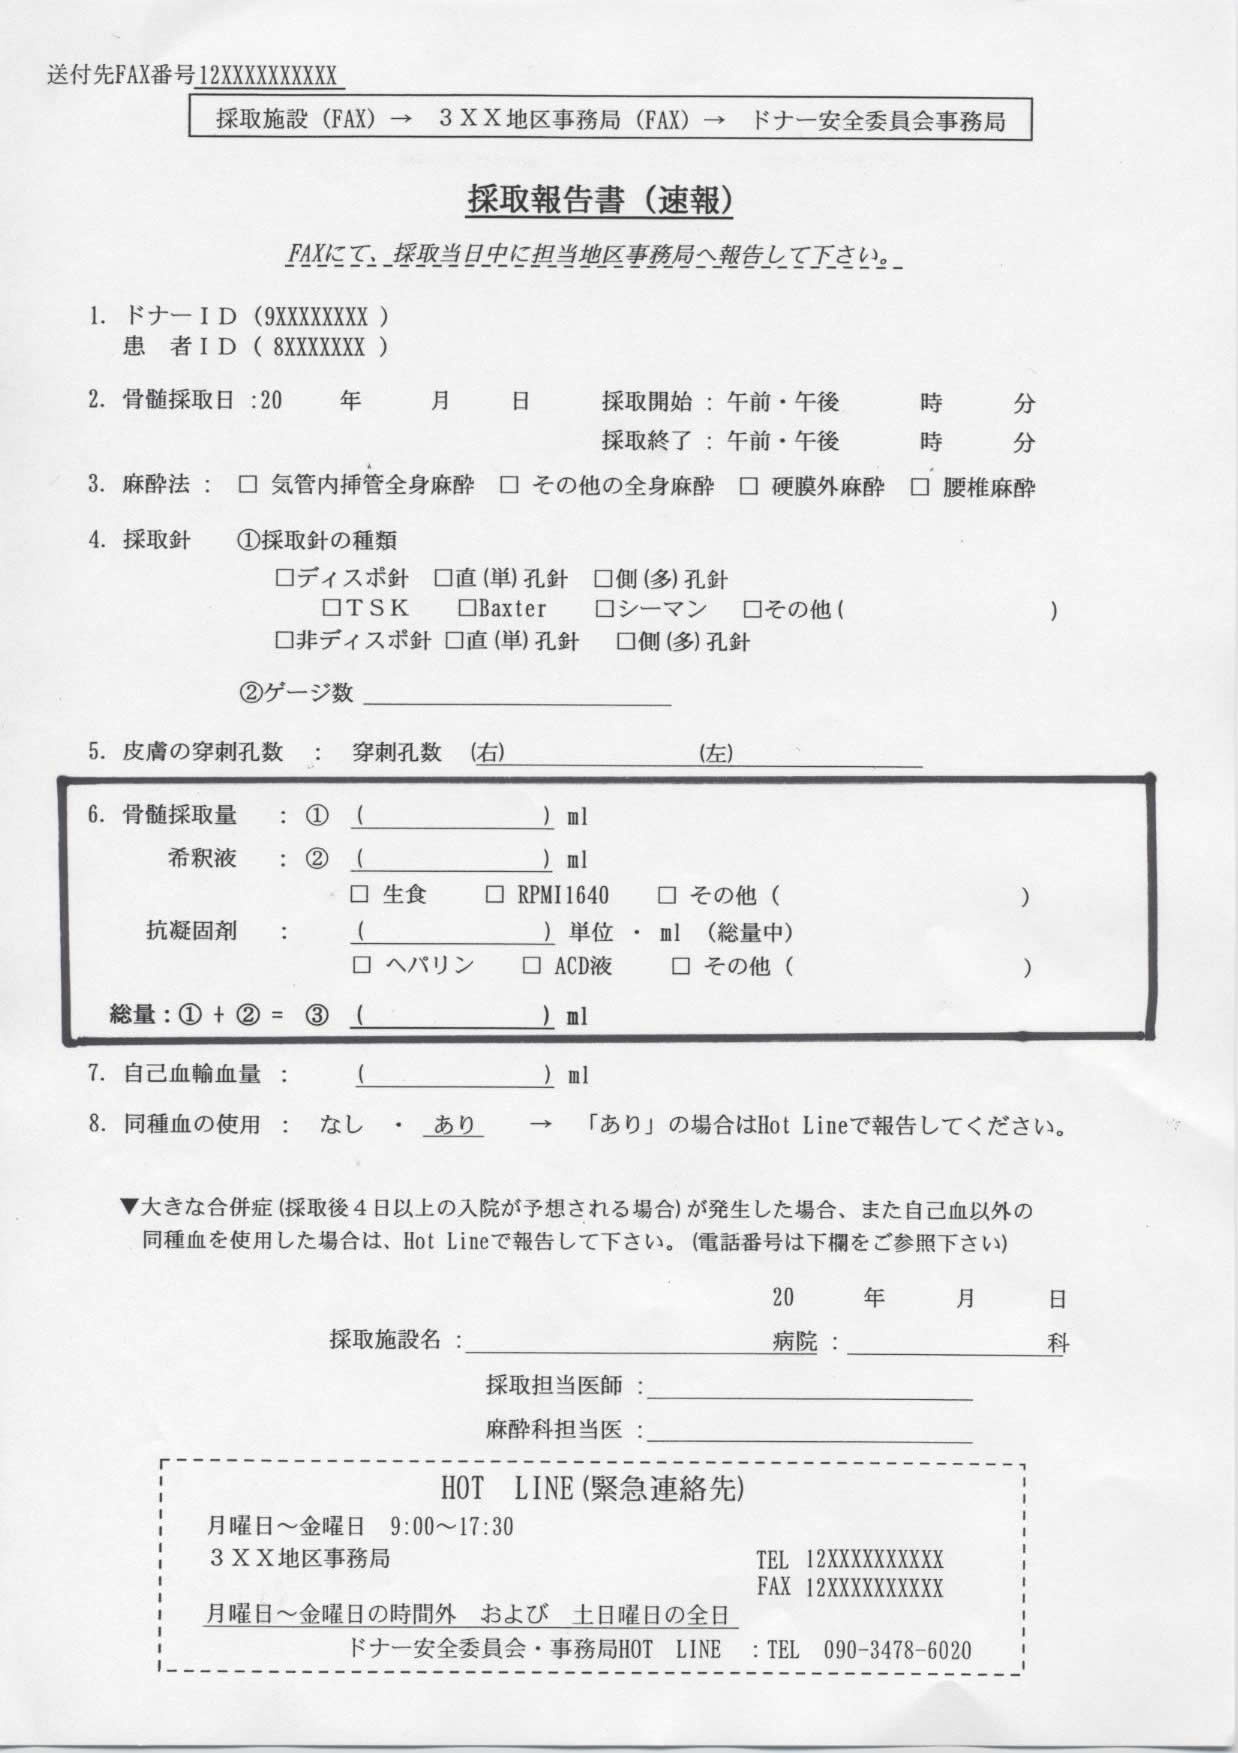 送付先FAX番号12XXXXXXXXXX
採取施設（FAX）→　３ＸＸ地区事務局（FAX）→　ドナー安全委員会事務局
採取報告書（速報）
FAXにて、採取当日中に担当地区事務局へ報告して下さい。
1. ドナーＩＤ（9XXXXXXXX ）
患　者ＩＤ（ 8XXXXXXX ）
2. 骨髄採取日 :20　　年　　月　　日　　採取開始 : 午前・午後　　時　　分
採取終了 : 午前・午後　　時　　分
3. 麻酔法 : □ 気管内挿管全身麻酔 □ その他の全身麻酔 □ 硬膜外麻酔 □ 腰椎麻酔
4. 採取針　①採取針の種類
□ディスポ針 □直(単)孔針 □側(多)孔針
□ＴＳＫ □Baxter □シーマン □その他(　　　　)
□非ディスポ針 □直(単)孔針 □側(多)孔針
②ゲージ数
5. 皮膚の穿刺孔数 : 穿刺孔数 (右)　　　　(左)
6. 骨髄採取量 : ① (　　　　) ml
希釈液 : ② (　　　　) ml
□ 生食 □ RPMI1640 □ その他 (　　　　)
抗凝固剤 : (　　　　) 単位 ・ ml （総量中）
□ ヘパリン □ ACD液 □ その他 (　　　　)
総量：① + ② = ③ (　　　　) ml
7. 自己血輸血量 : (　　　　) ml
8. 同種血の使用 : なし ・ あり → 「あり」の場合はHot Lineで報告してください。
▼大きな合併症(採取後４日以上の入院が予想される場合)が発生した場合、また自己血以外の
同種血を使用した場合は、Hot Lineで報告して下さい。(電話番号は下欄をご参照下さい)
20　　年　　月　　日
採取施設名 :　　　　病院 :　　　　科
採取担当医師 :
麻酔科担当医 :
HOT LINE(緊急連絡先)
月曜日～金曜日 9:00～17:30
３ＸＸ地区事務局　　TEL 12XXXXXXXXXX
FAX 12XXXXXXXXXX
月曜日～金曜日の時間外　および　土日曜日の全日
ドナー安全委員会・事務局HOT LINE : TEL 090-3478-6020